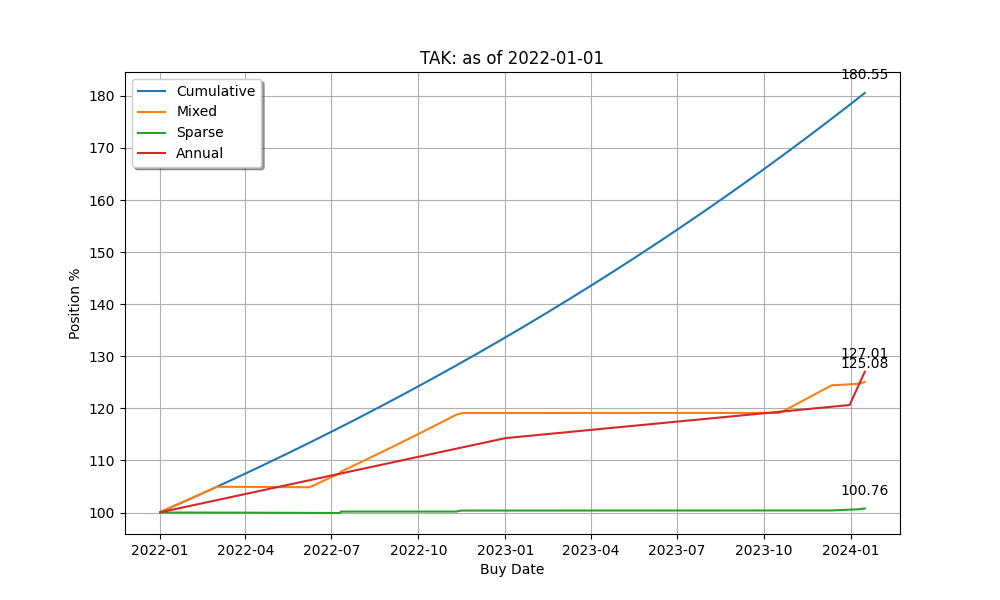 TAK: as of 2022-01-01
180.55
Cumulative
Mixed
Sparse
Annual
180
170
160
150
140
130
120
110
100
127.01
125.08
100.76
Position %
2022-01 2022-04 2022-07 2022-10 2023-01 2023-04 2023-07 2023-10 2024-01
Buy Date